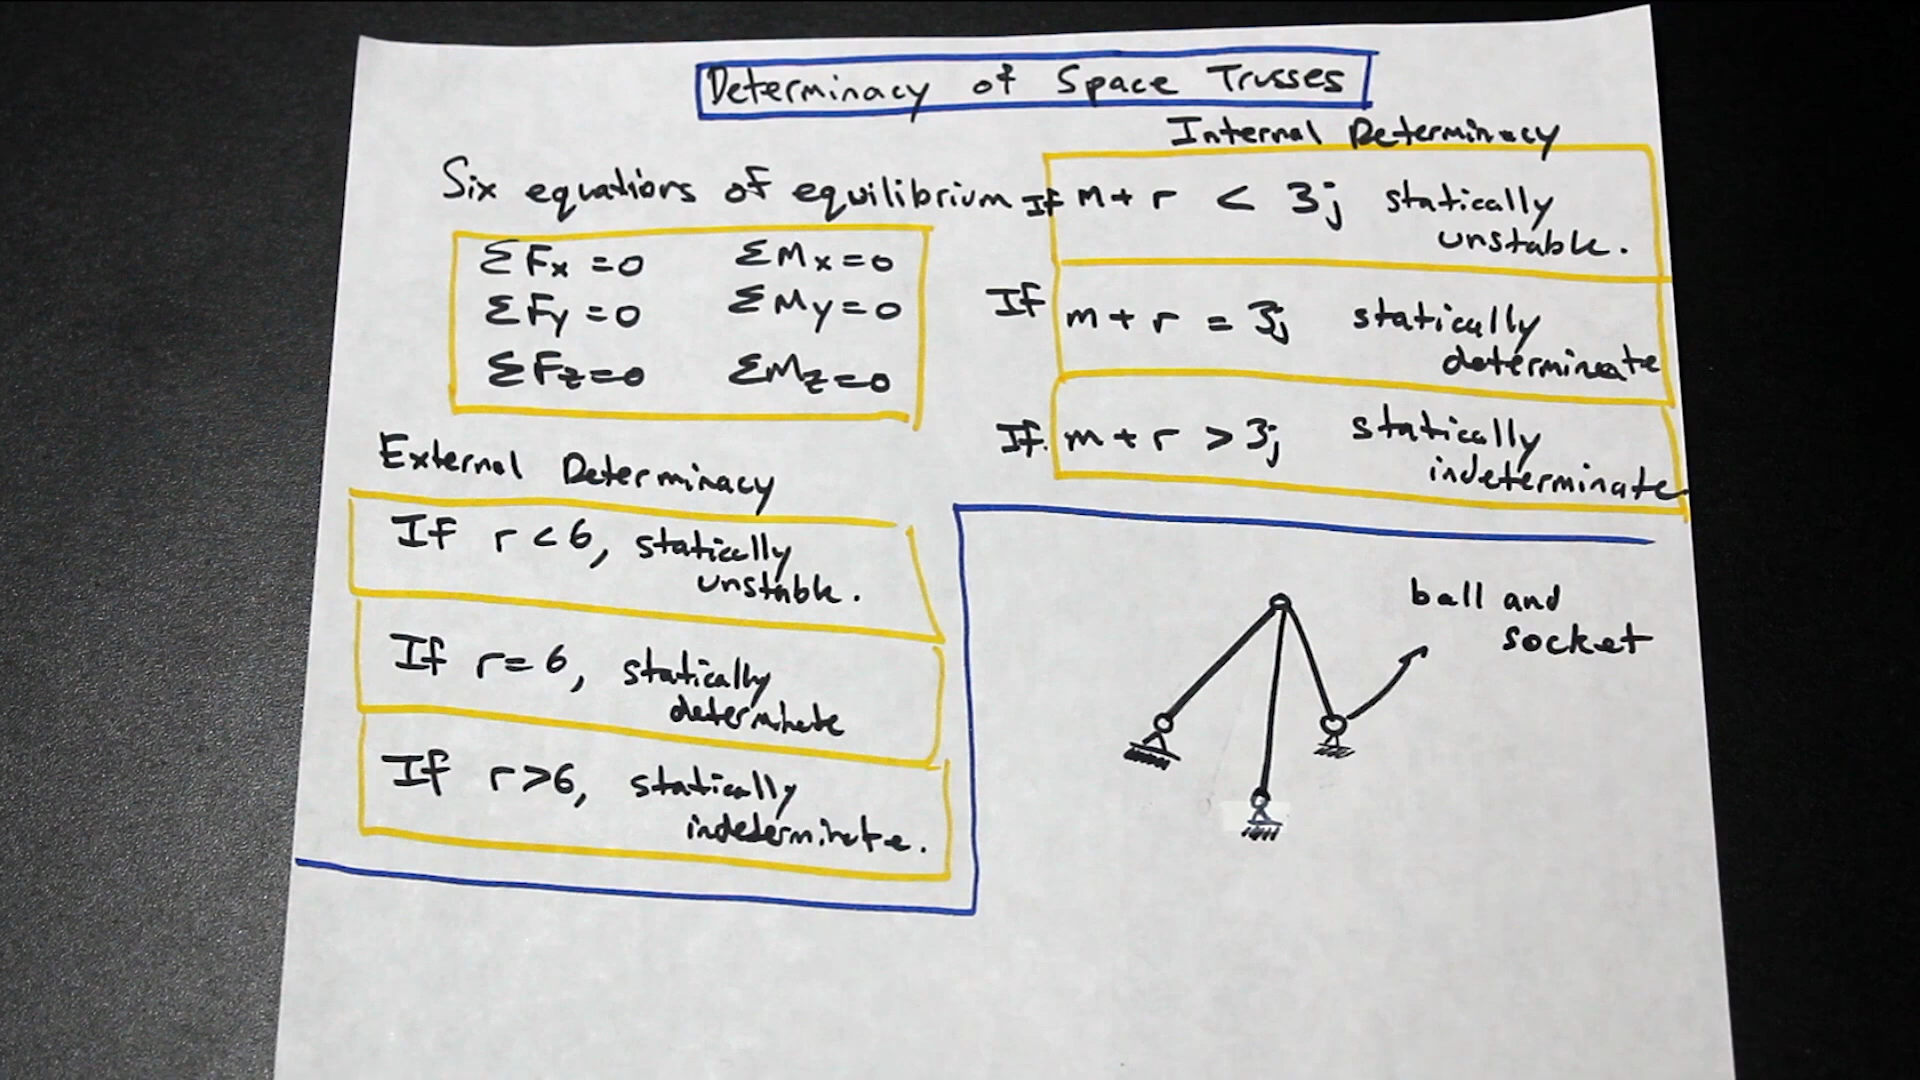 Determinacy of Space Trusses
Six equations of equilibrium
ΣFx=0 ΣMx=0
ΣFy=0 ΣMy=0
ΣFz=0 ΣMz=0
External Determinacy
If r<6, statically
unstable.
If r=6, statically
determinate
If r>6, statically
indeterminate.
Internal Determinacy
If m+r < 3j statically
unstable.
If m+r = 3j statically
determinate
If m+r > 3j statically
indeterminate
ball and
socket